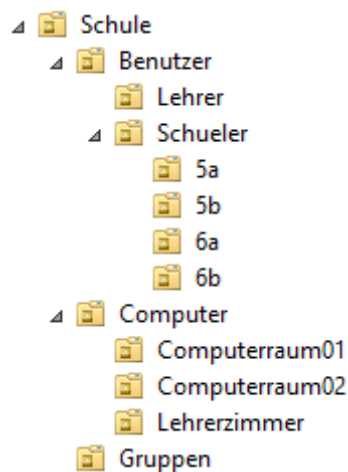 Schule
Benutzer
Lehrer
Schueler
5a
5b
6a
6b
Computer
Computerraum01
Computerraum02
Lehrerzimmer
Gruppen